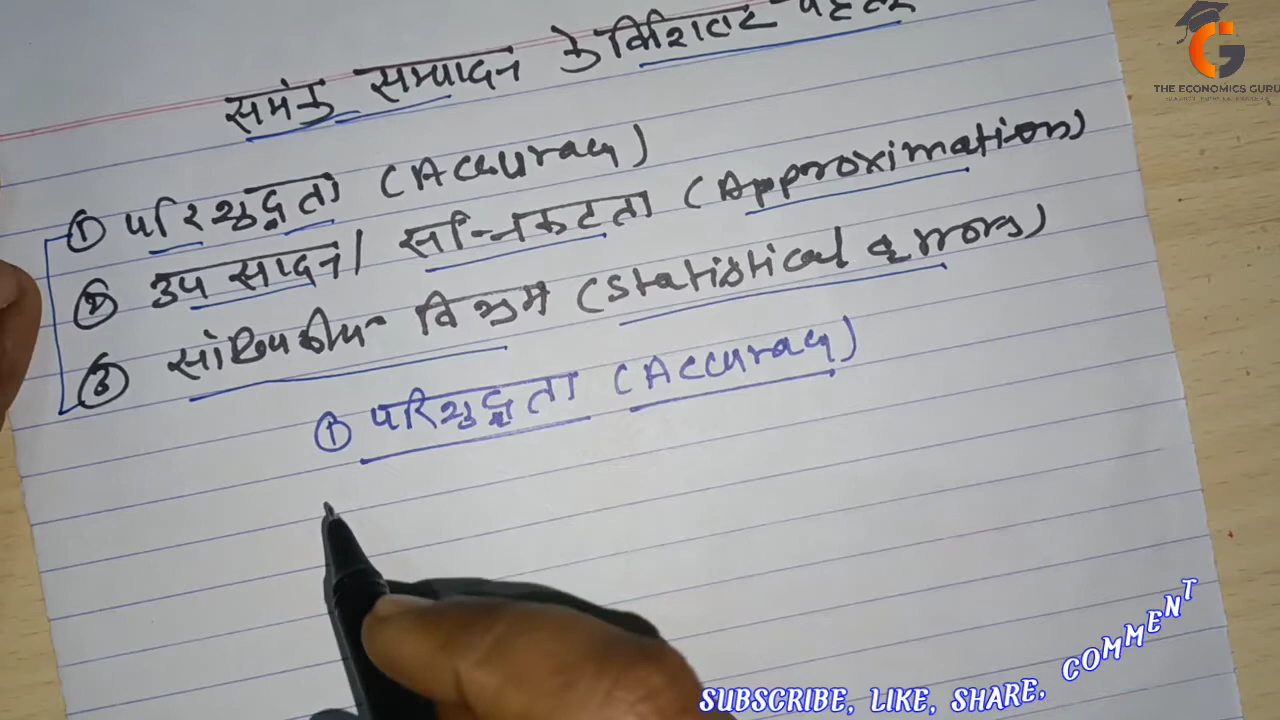 समंक सम्पादन के विशिष्ट पहलू
① परिशुद्धता (Accuracy)
② उप सादन/ सन्निकटता (Approximation)
③ सांख्यिकीय विभ्रम (Statistical Errors)
① परिशुद्धता (Accuracy)
THE ECONOMICS GURU
SUBSCRIBE, LIKE, SHARE, COMMENT